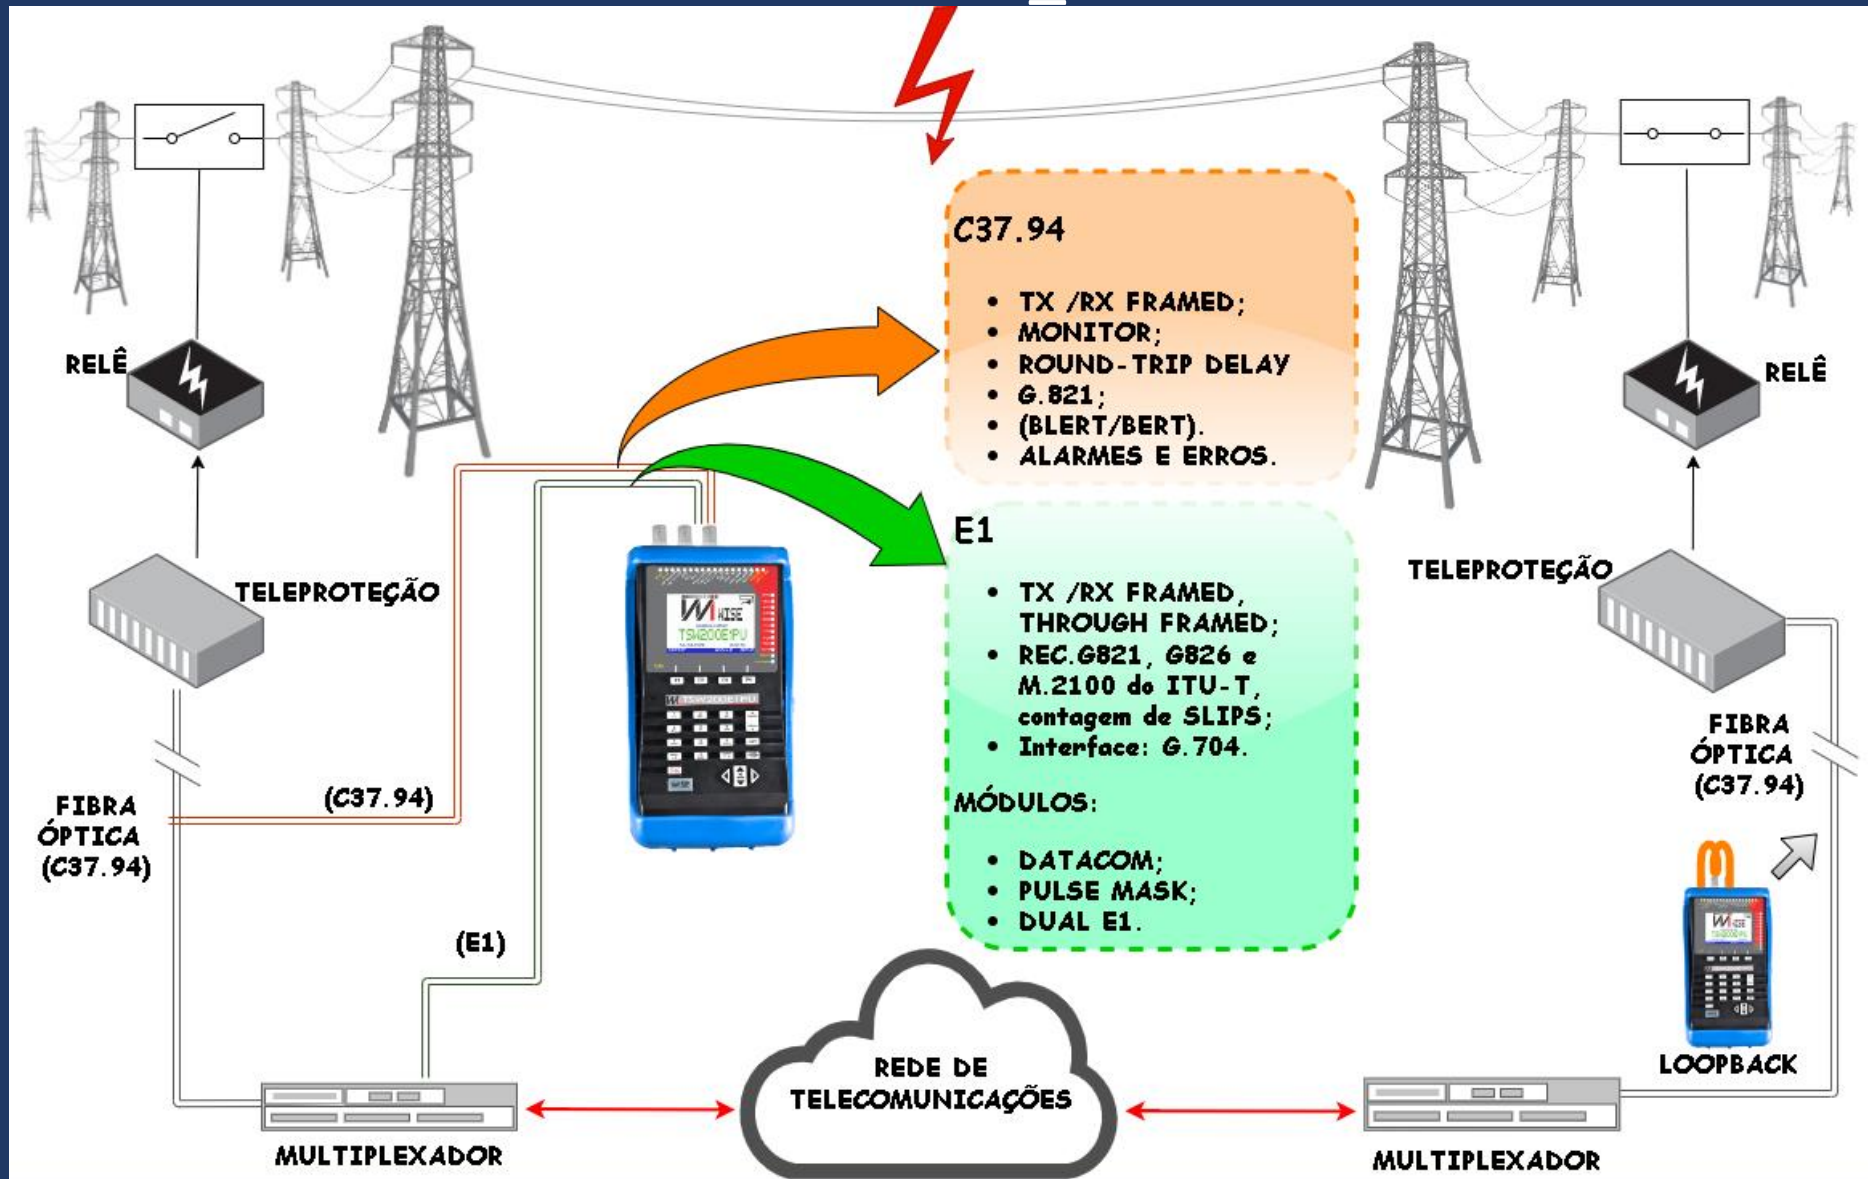 C37.94
• TX /RX FRAMED;
• MONITOR;
• ROUND-TRIP DELAY
• G.821;
• (BLERT/BERT).
• ALARMES E ERROS.
RELÊ
RELÊ
E1
• TX /RX FRAMED,
THROUGH FRAMED;
• REC.G821, G826 e
M.2100 do ITU-T,
contagem de SLIPS;
• Interface: G.704.
MÓDULOS:
• DATACOM;
• PULSE MASK;
• DUAL E1.
TELEPROTEÇÃO
TELEPROTEÇÃO
WISE
TSW200E1PU
(C37.94)
FIBRA
ÓPTICA
(C37.94)
FIBRA
ÓPTICA
(C37.94)
(E1)
LOOPBACK
REDE DE
TELECOMUNICAÇÕES
MULTIPLEXADOR
MULTIPLEXADOR